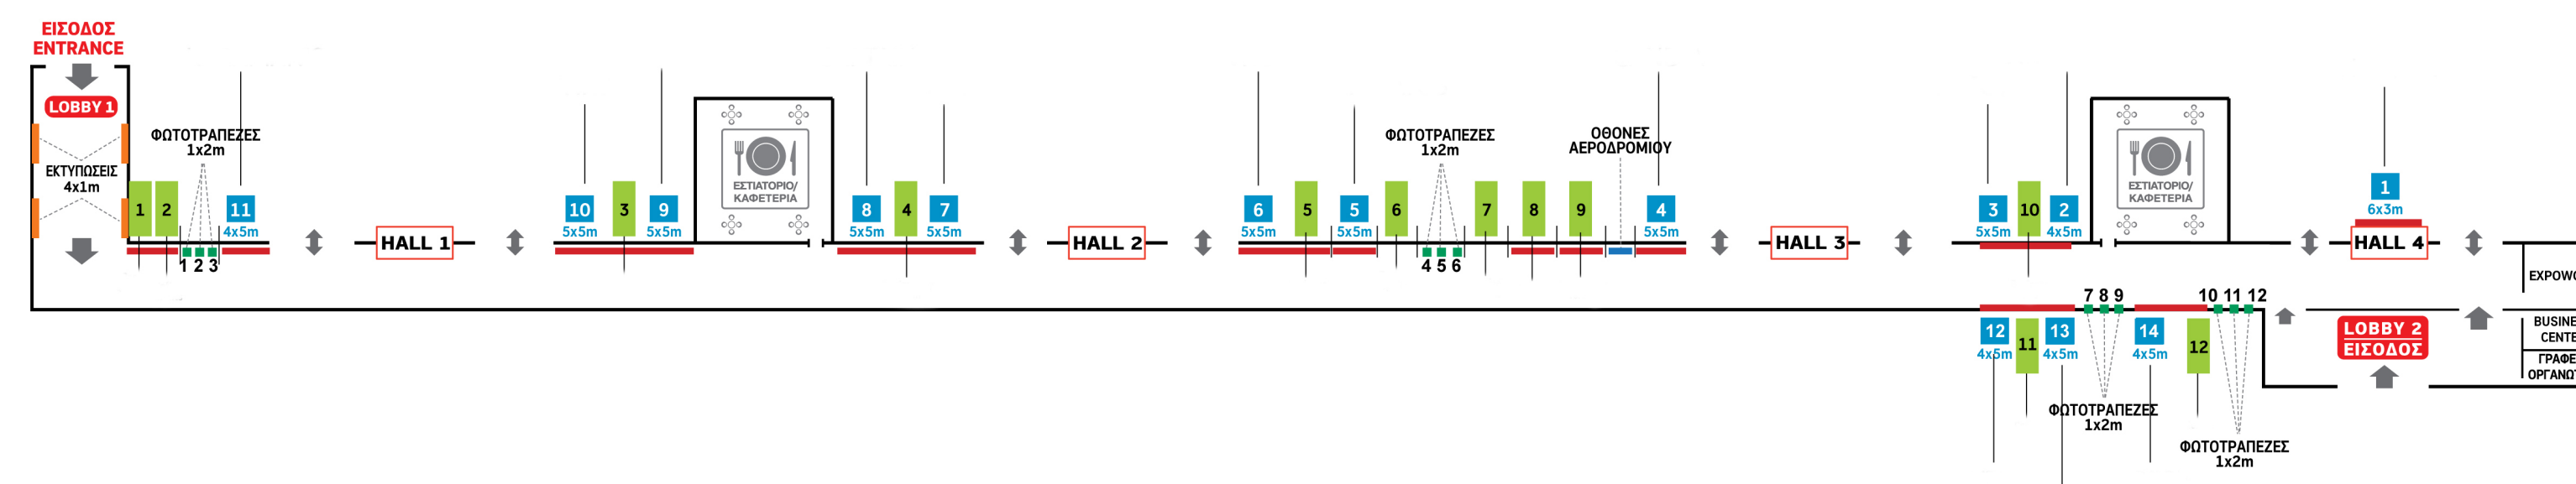 ΕΙΣΟΔΟΣ
ENTRANCE
LOBBY 1
ΕΚΤΥΠΩΣΕΙΣ
4x1m
ΦΩΤΟΤΡΑΠΕΖΕΣ
1x2m
1
2
11
4x5m
1 2 3
HALL 1
10
5x5m
3
9
5x5m
ΕΣΤΙΑΤΟΡΙΟ/
ΚΑΦΕΤΕΡΙΑ
8
5x5m
4
7
5x5m
HALL 2
6
5x5m
5
5
5x5m
6
ΦΩΤΟΤΡΑΠΕΖΕΣ
1x2m
4 5 6
7
8
9
ΟΘΟΝΕΣ
ΑΕΡΟΔΡΟΜΙΟΥ
4
5x5m
HALL 3
3
5x5m
10
2
4x5m
ΕΣΤΙΑΤΟΡΙΟ/
ΚΑΦΕΤΕΡΙΑ
1
6x3m
HALL 4
7 8 9
10 11 12
12
4x5m
11
13
4x5m
14
4x5m
12
ΦΩΤΟΤΡΑΠΕΖΕΣ
1x2m
ΦΩΤΟΤΡΑΠΕΖΕΣ
1x2m
LOBBY 2
ΕΙΣΟΔΟΣ